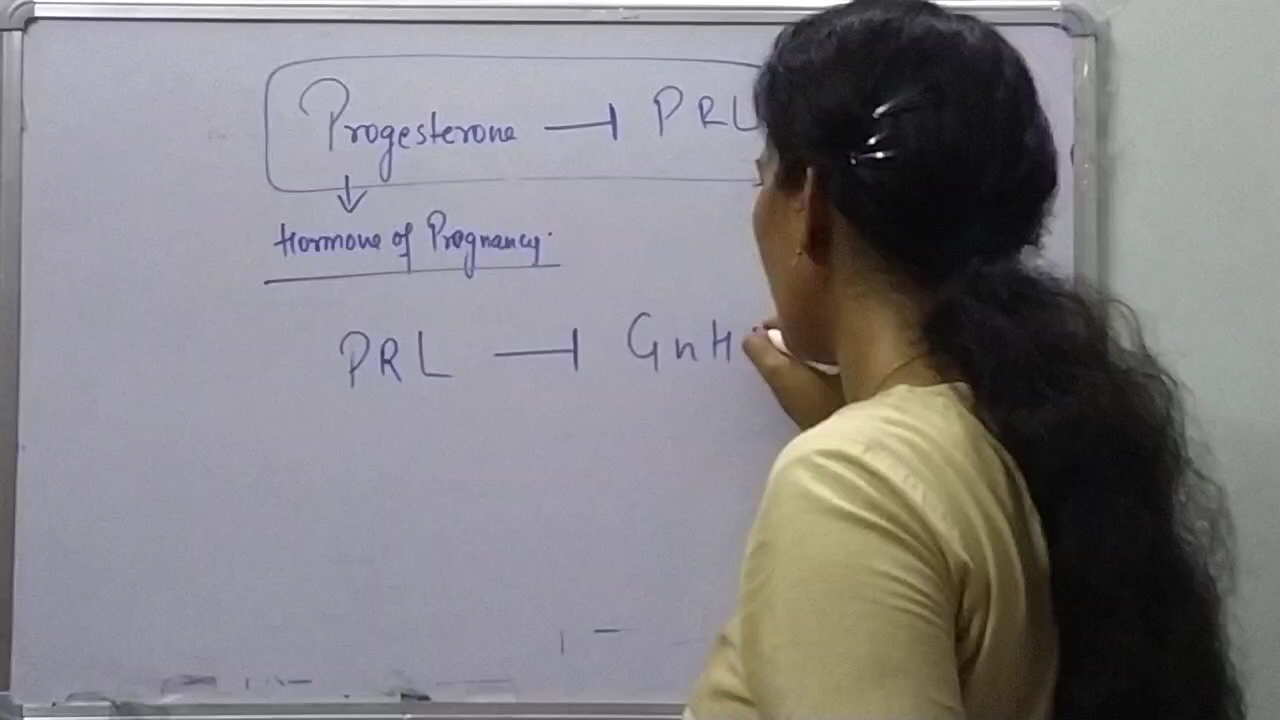 Progesterone ⊣ PRL
↓
Hormone of Pregnancy.
PRL ⊣ GnH